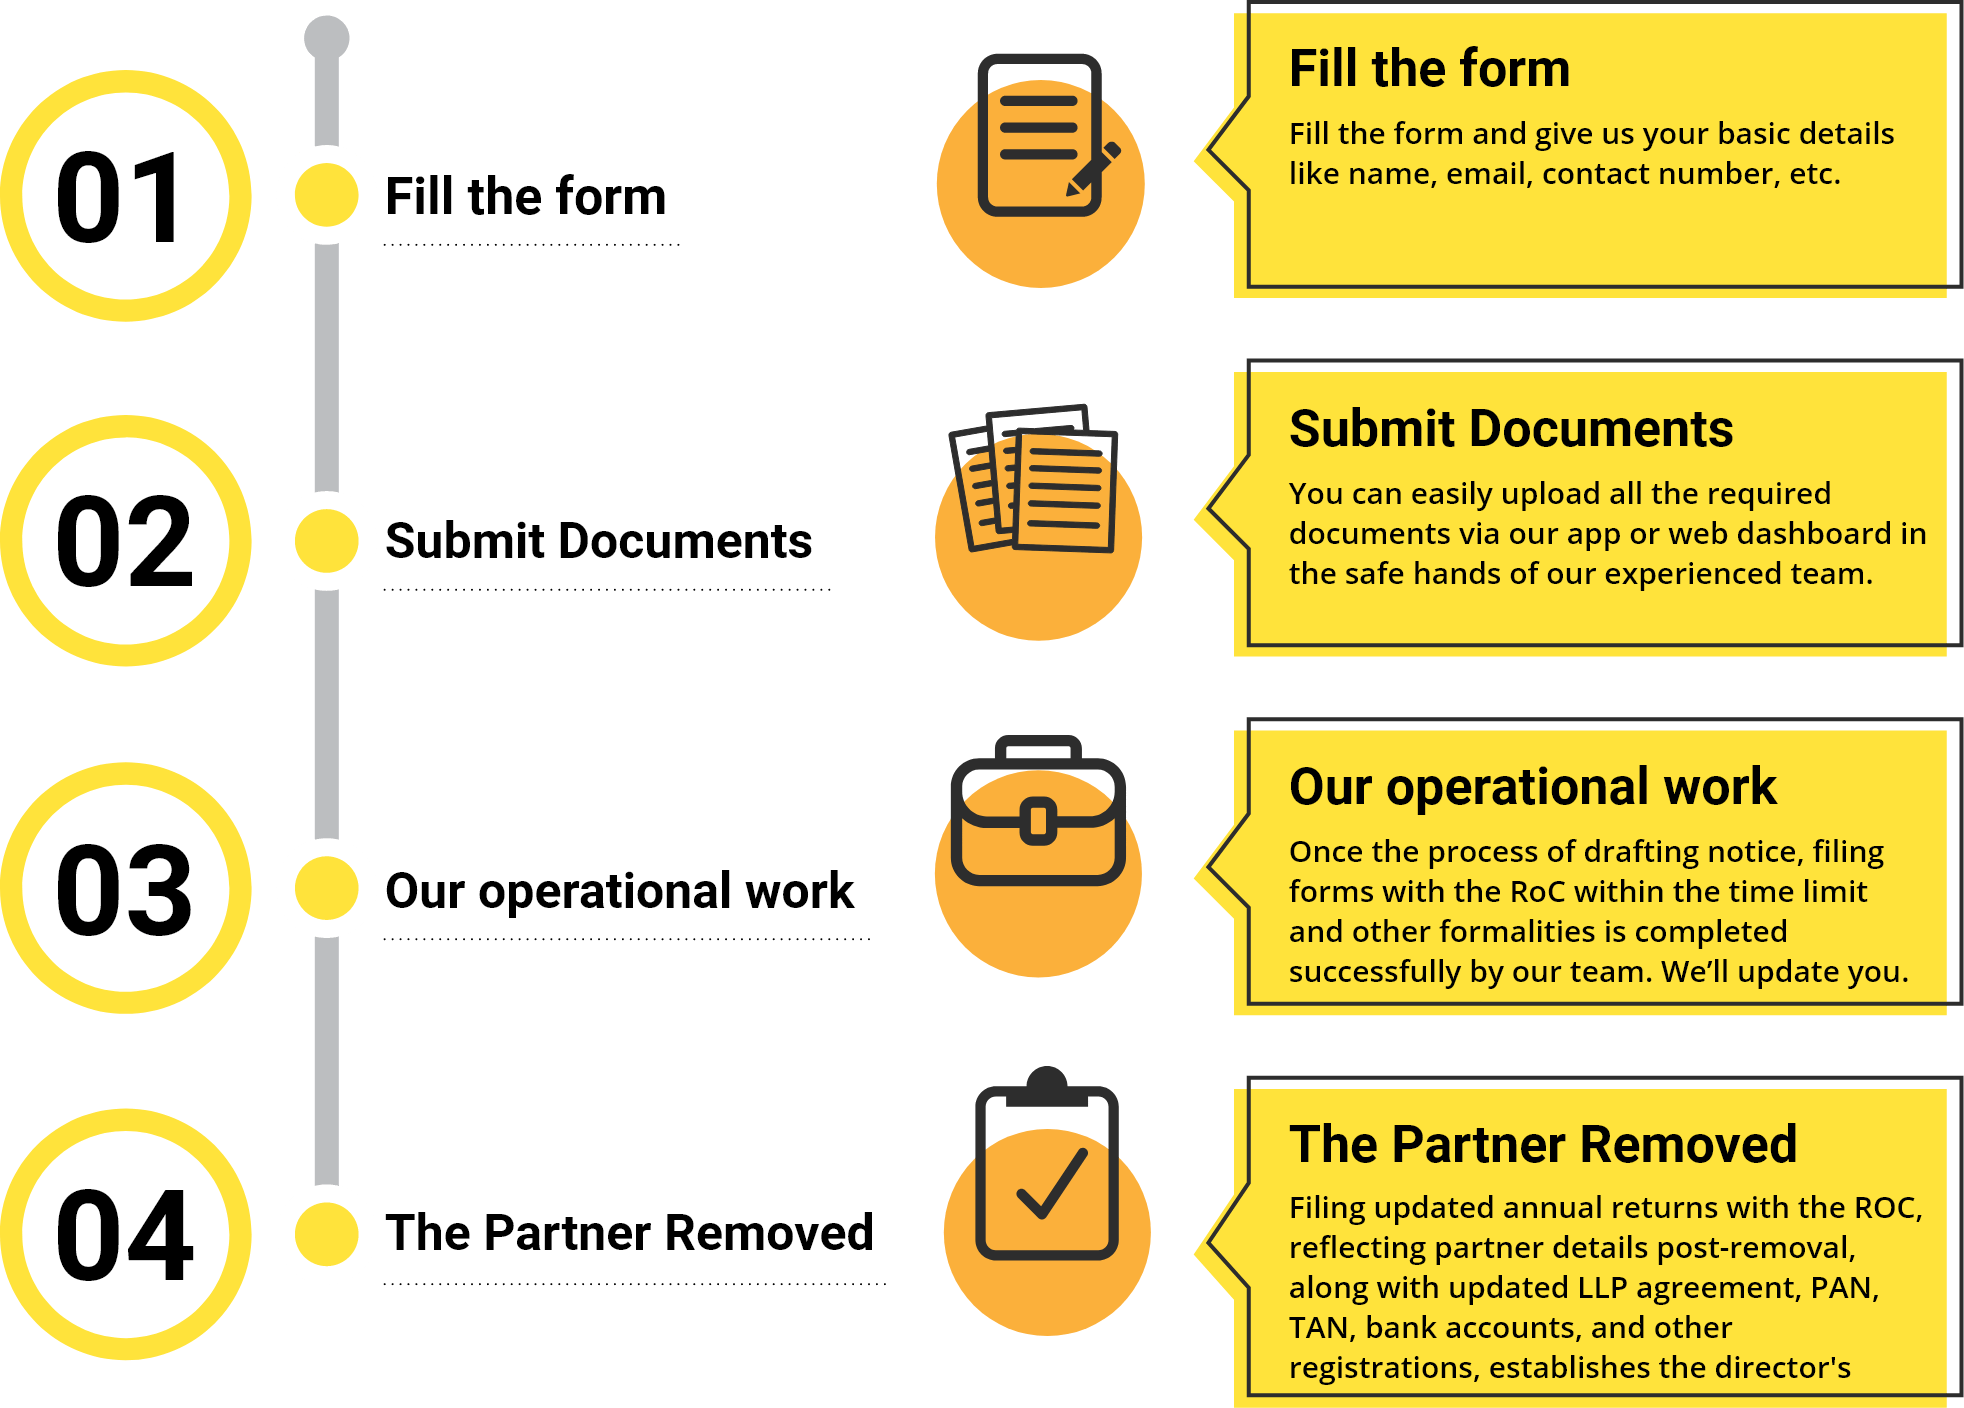 01
Fill the form
Fill the form
Fill the form and give us your basic details
like name, email, contact number, etc.
02
Submit Documents
Submit Documents
You can easily upload all the required
documents via our app or web dashboard in
the safe hands of our experienced team.
03
Our operational work
Our operational work
Once the process of drafting notice, filing
forms with the RoC within the time limit
and other formalities is completed
successfully by our team. We’ll update you.
04
The Partner Removed
The Partner Removed
Filing updated annual returns with the ROC,
reflecting partner details post-removal,
along with updated LLP agreement, PAN,
TAN, bank accounts, and other
registrations, establishes the director's